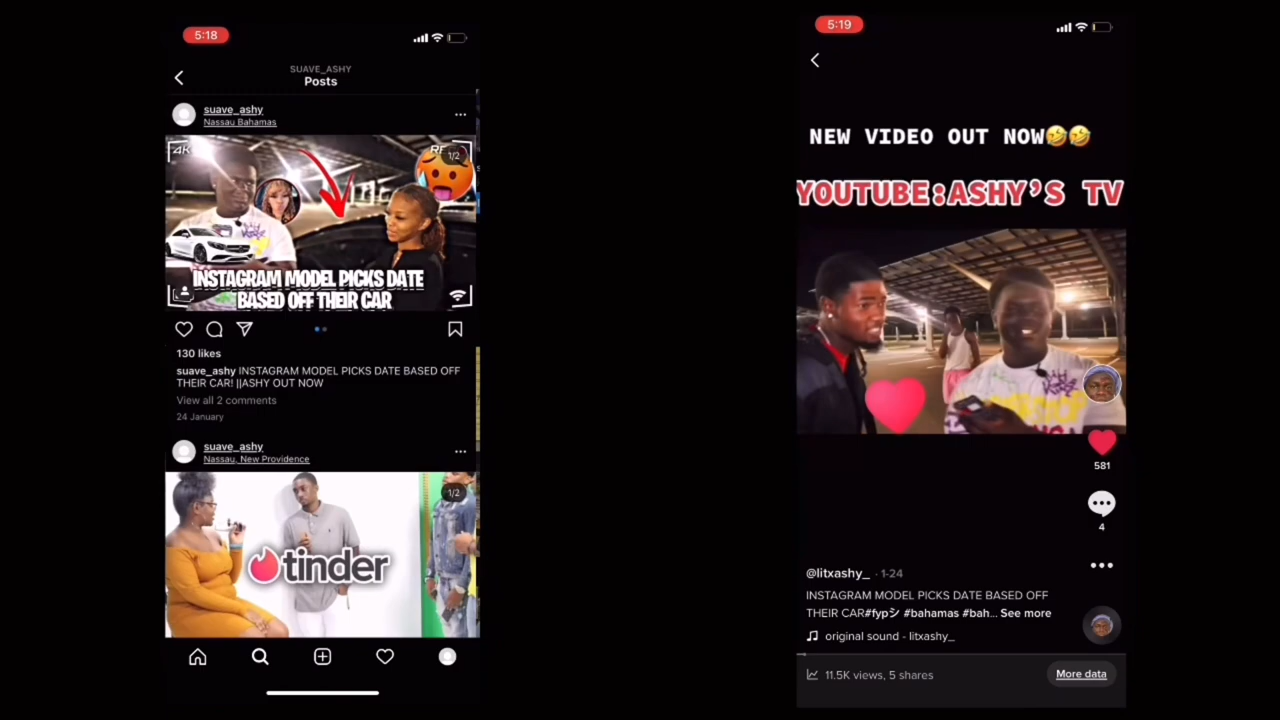 5:18
SUAVE_ASHY
Posts
suave_ashy
Nassau Bahamas
4K
1/2
INSTAGRAM MODEL PICKS DATE
BASED OFF THEIR CAR
130 likes
suave_ashy INSTAGRAM MODEL PICKS DATE BASED OFF
THEIR CAR! ||ASHY OUT NOW
View all 2 comments
24 January
suave_ashy
Nassau, New Providence
1/2
tinder
5:19
NEW VIDEO OUT NOW🤣🤣
YOUTUBE:ASHY'S TV
581
4
@litxashy_ · 1-24
INSTAGRAM MODEL PICKS DATE BASED OFF
THEIR CAR#fypシ #bahamas #bah... See more
original sound - litxashy_
11.5K views, 5 shares
More data